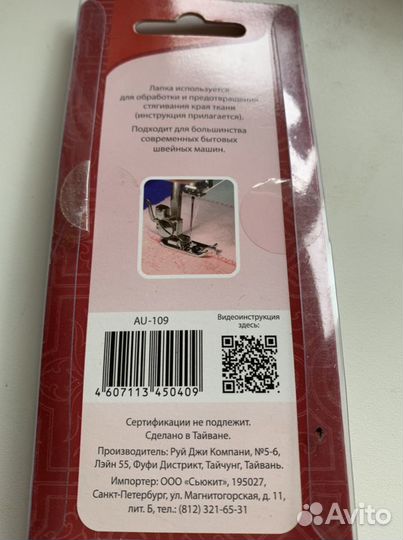 Лапка используется
для обработки и предотвращения
стягивания края ткани
(инструкция прилагается).
Подходит для большинства
современных бытовых
швейных машин.
AU-109
Видеоинструкция
здесь:
4 607113 450409
Сертификации не подлежит.
Сделано в Тайване.
Производитель: Руй Джи Компани, №5-6,
Лэйн 55, Фуфи Дистрикт, Тайчунг, Тайвань.
Импортер: ООО «Сьюкит», 195027,
Санкт-Петербург, ул. Магнитогорская, д. 11,
лит. Б, тел.: (812) 321-65-31
Avito